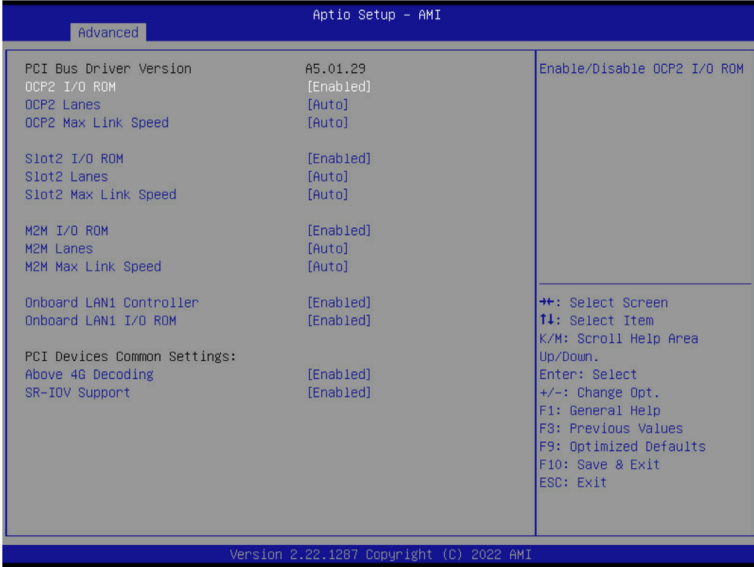 Aptio Setup – AMI
Advanced
PCI Bus Driver Version A5.01.29
OCP2 I/O ROM [Enabled]
OCP2 Lanes [Auto]
OCP2 Max Link Speed [Auto]
Slot2 I/O ROM [Enabled]
Slot2 Lanes [Auto]
Slot2 Max Link Speed [Auto]
M2M I/O ROM [Enabled]
M2M Lanes [Auto]
M2M Max Link Speed [Auto]
Onboard LAN1 Controller [Enabled]
Onboard LAN1 I/O ROM [Enabled]
PCI Devices Common Settings:
Above 4G Decoding [Enabled]
SR-IOV Support [Enabled]
Enable/Disable OCP2 I/O ROM
→←: Select Screen
↑↓: Select Item
K/M: Scroll Help Area
Up/Down.
Enter: Select
+/-: Change Opt.
F1: General Help
F3: Previous Values
F9: Optimized Defaults
F10: Save & Exit
ESC: Exit
Version 2.22.1287 Copyright (C) 2022 AMI